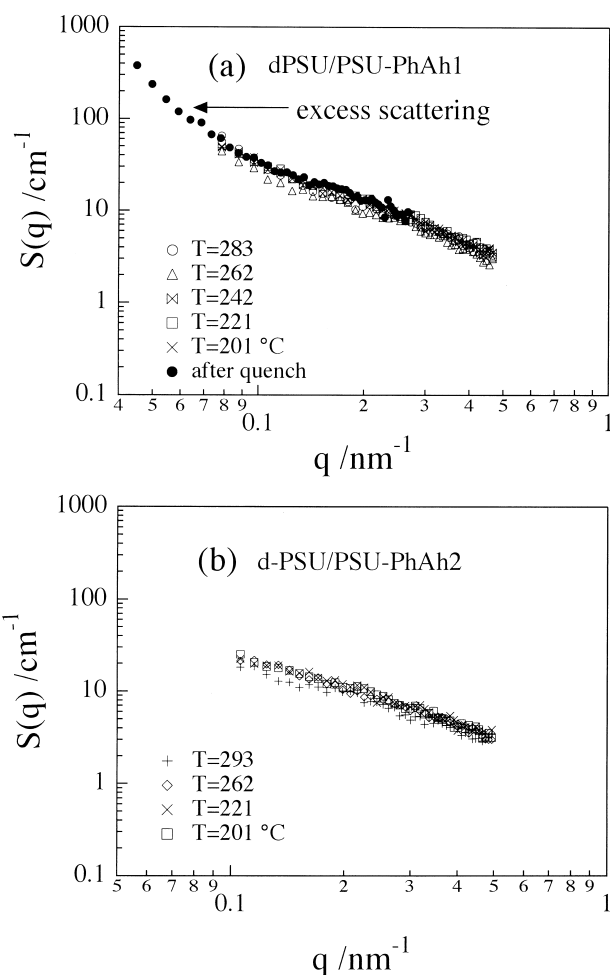 1000
(a) dPSU/PSU-PhAh1
100
excess scattering
10
S(q) /cm-1
T=283
T=262
1
T=242
T=221
T=201 °C
after quench
0.1
4 5 6 7 8 9 2 3 4 5 6 7 8 9
0.1 1
q /nm-1
1000
(b) d-PSU/PSU-PhAh2
100
10
S(q) /cm-1
T=293
1
T=262
T=221
T=201 °C
0.1
5 6 7 8 9 2 3 4 5 6 7 8 9
0.1 1
q /nm-1